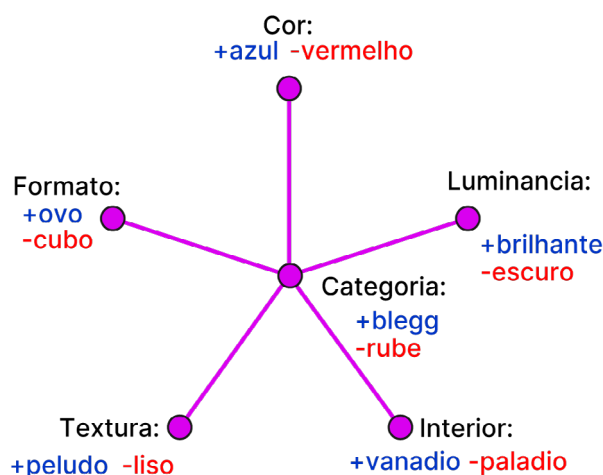 Cor:
+azul -vermelho
Formato:
+ovo
-cubo
Luminancia:
+brilhante
-escuro
Categoria:
+blegg
-rube
Textura:
+peludo -liso
Interior:
+vanadio -paladio